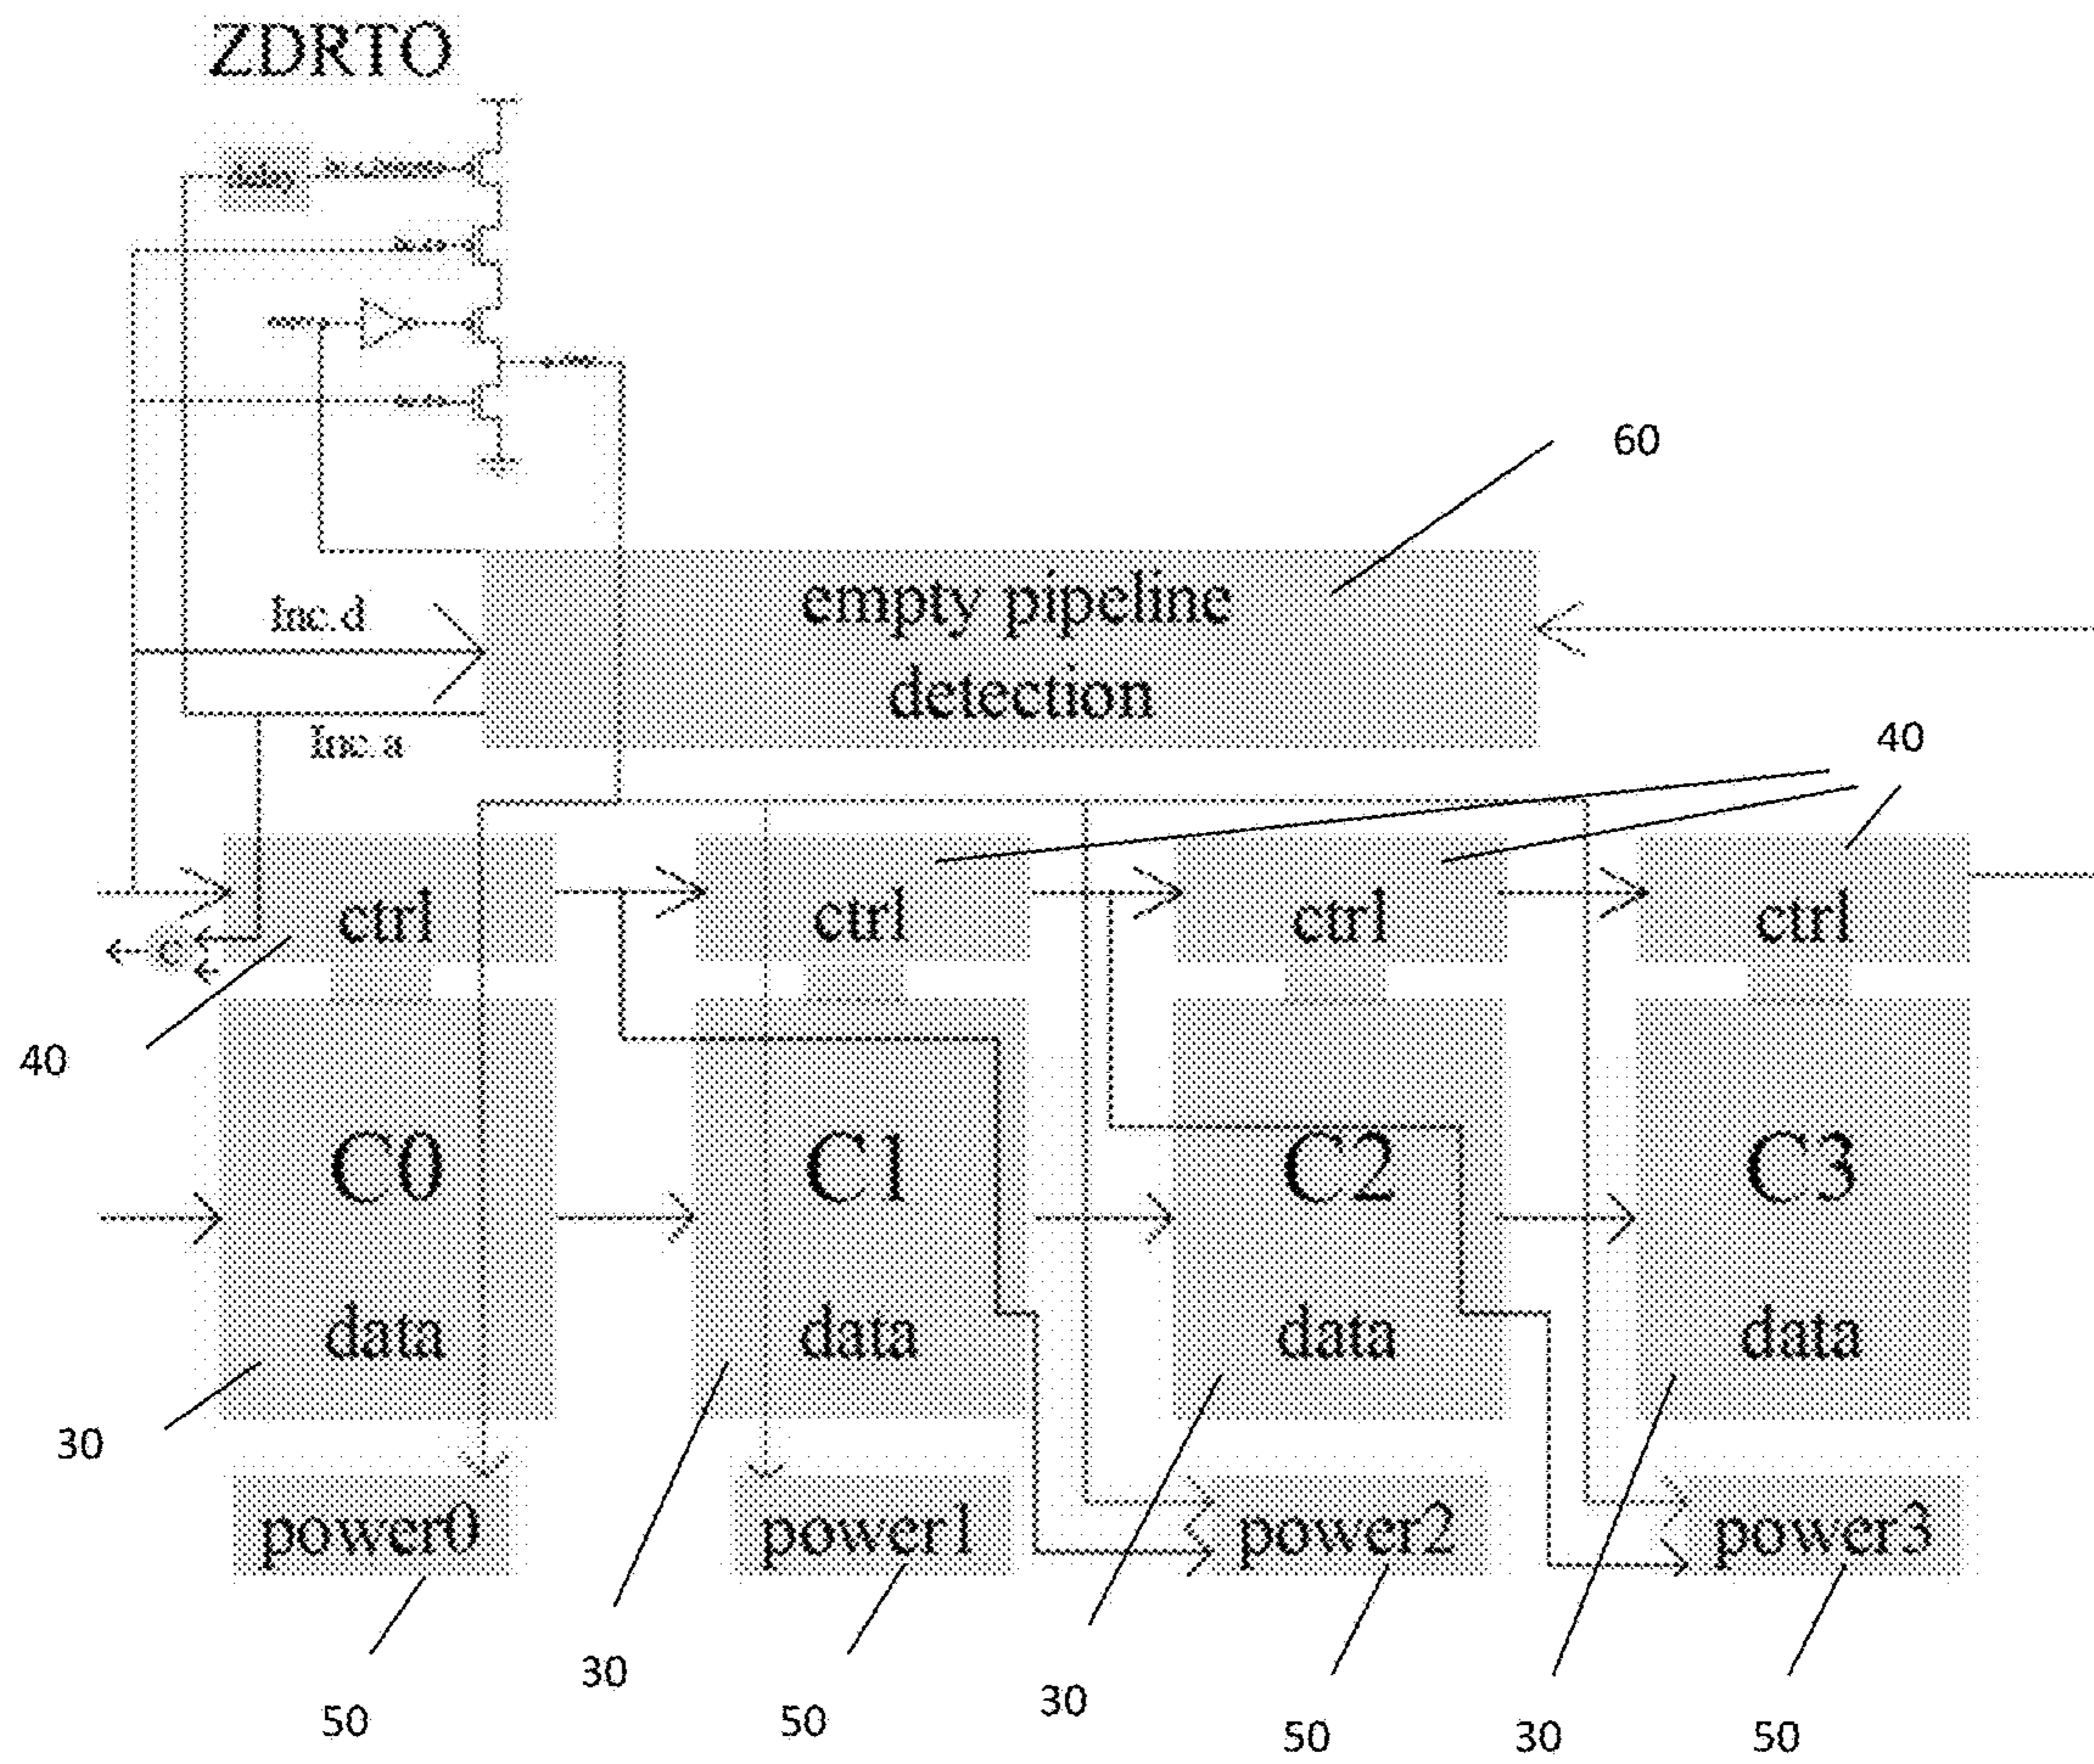 ZDRTO
60
Inc.d
empty pipeline
detection
Inc.a
40
ctrl
ctrl
ctrl
ctrl
C
40
C0
C1
C2
C3
data
data
data
data
30
power0
power1
power2
power3
30
30
50
50
50
30
50